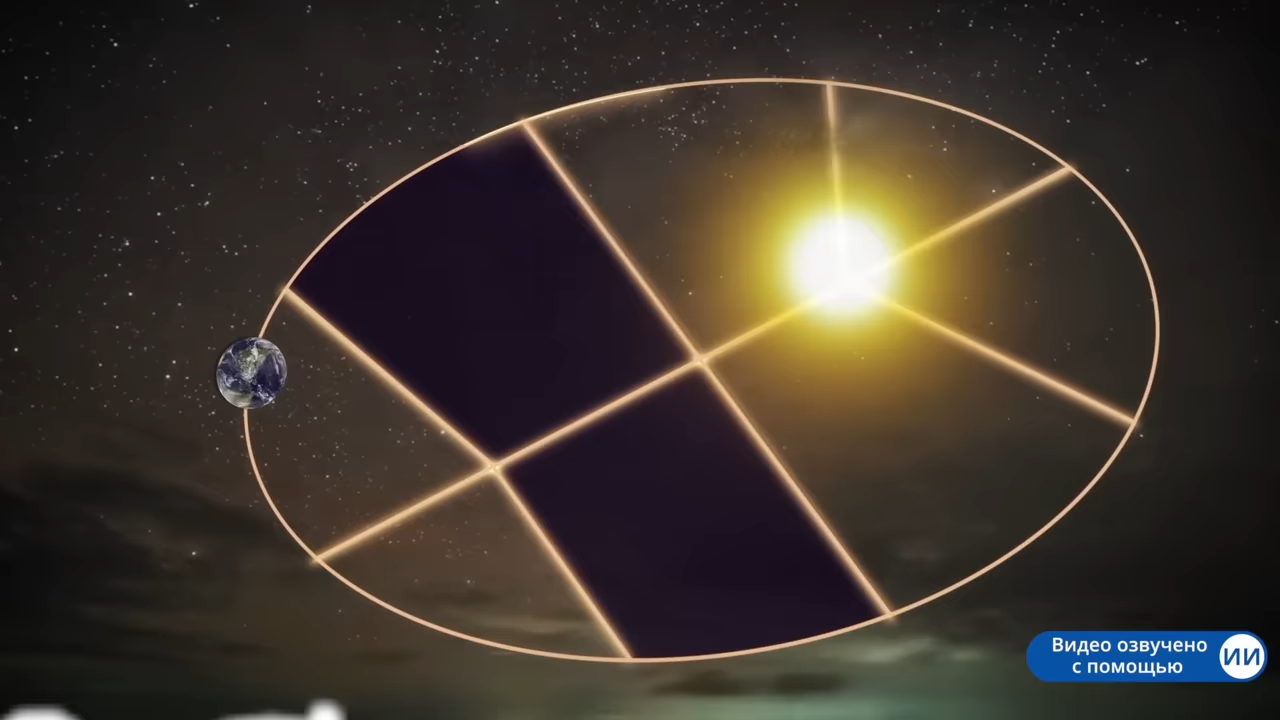 Видео озвучено
с помощью ИИ